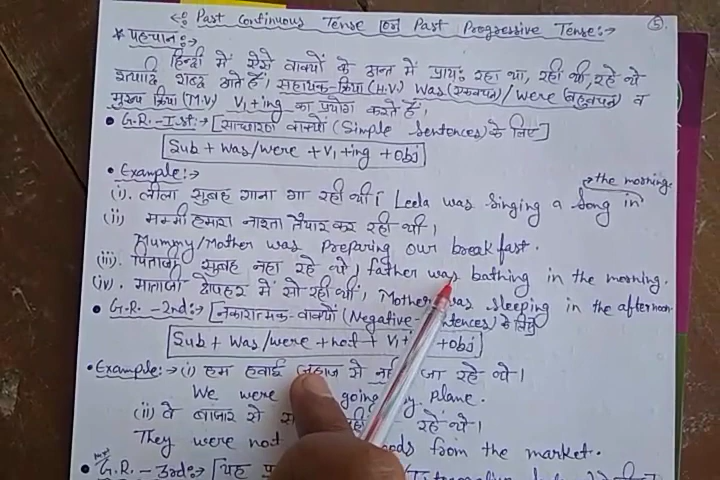 Past Continuous Tense (or) Past Progressive Tense:→ (5)
* पहचान:→
हिन्दी में ऐसे वाक्यों के अन्त में प्रायः रहा था, रही थी, रहे थे
इत्यादि शब्द आते हैं। सहायक-क्रिया (H.V) Was (एकवचन) / were (बहुवचन) व
मुख्य क्रिया (M.V) V₁ + ing का प्रयोग करते हैं।
• G.R.-Ist:→ [साधारण वाक्यों (Simple Sentences) के लिए]
Sub + Was/were + V₁ + ing + obj
• Example:→
→ the morning.
(i). लीला सुबह गाना गा रही थी। Leela was singing a song in
(ii) मम्मी हमारा नाश्ता तैयार कर रही थी।
Mummy/Mother was preparing our breakfast.
(iii). पिताजी सुबह नहा रहे थे। father was bathing in the morning.
(iv). माताजी दोपहर में सो रही थीं। Mother was sleeping in the afternoon.
• G.R.-2nd:→ [नकारात्मक-वाक्यों (Negative-Sentences) के लिए
Sub + Was/were + not + V₁ + obj
• Example:→ (i) हम हवाई जहाज से नहीं जा रहे थे।
We were going by plane.
(ii) वे बाजार से रहे थे।
They were not from the market.
• G.R.-3rd:→ [यह